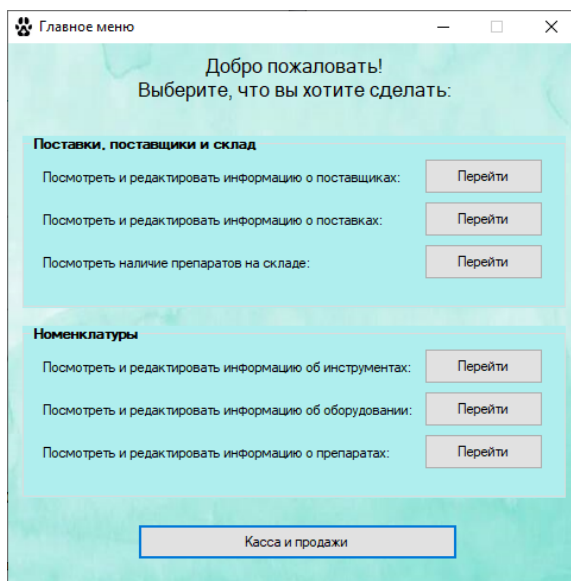 Главное меню
Добро пожаловать!
Выберите, что вы хотите сделать:
Поставки, поставщики и склад
Посмотреть и редактировать информацию о поставщиках: Перейти
Посмотреть и редактировать информацию о поставках: Перейти
Посмотреть наличие препаратов на складе: Перейти
Номенклатуры
Посмотреть и редактировать информацию об инструментах: Перейти
Посмотреть и редактировать информацию об оборудовании: Перейти
Посмотреть и редактировать информацию о препаратах: Перейти
Касса и продажи